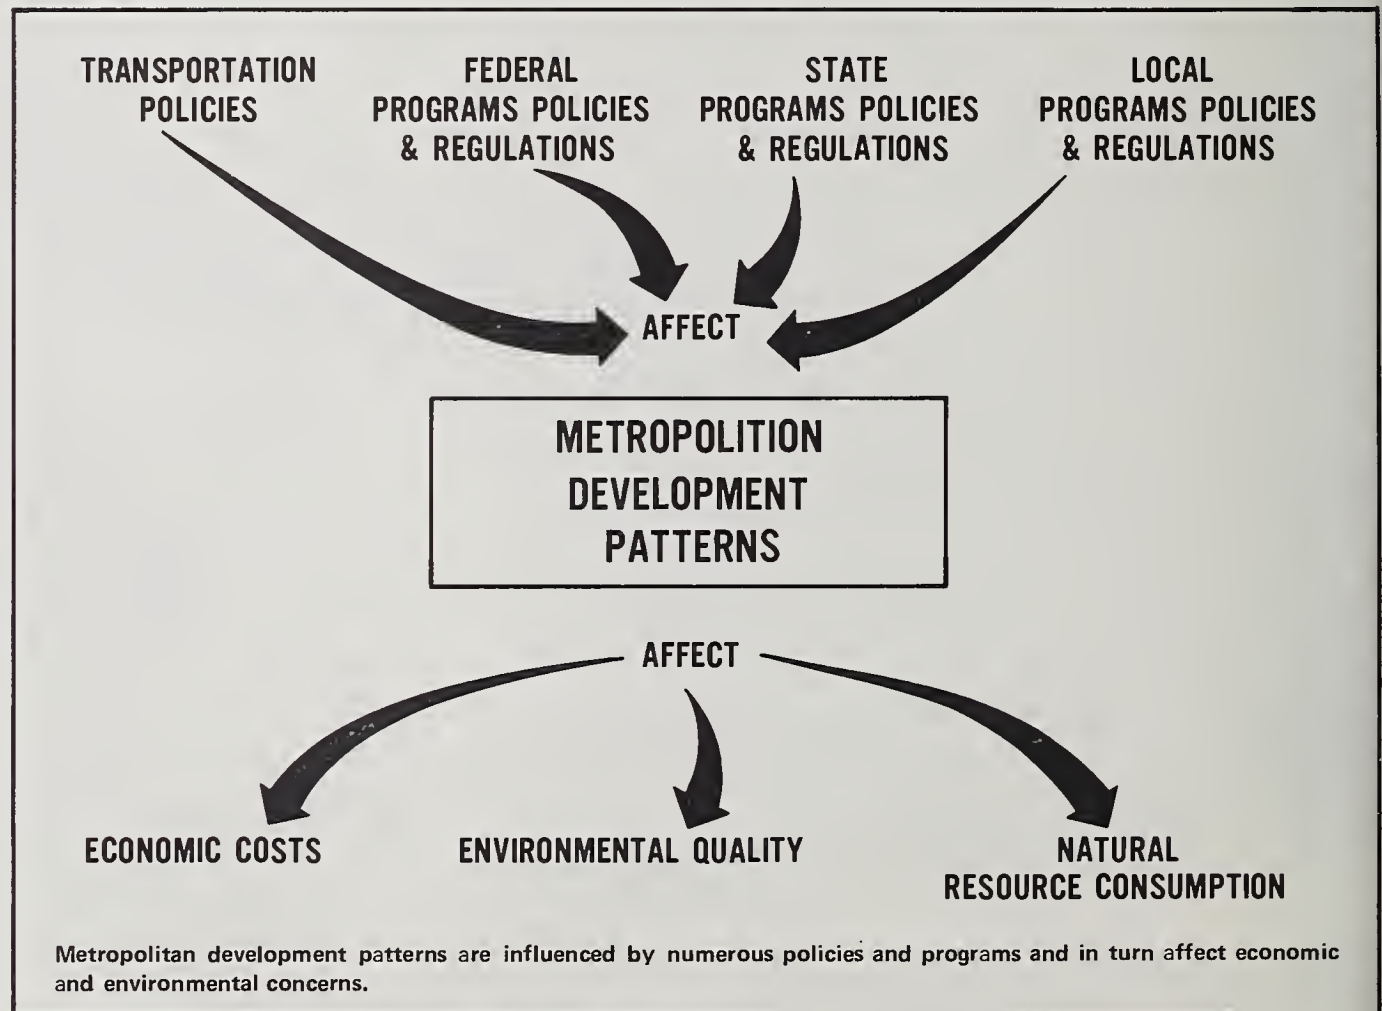 TRANSPORTATION
POLICIES
FEDERAL
PROGRAMS POLICIES
& REGULATIONS
STATE
PROGRAMS POLICIES
& REGULATIONS
LOCAL
PROGRAMS POLICIES
& REGULATIONS
AFFECT
METROPOLITION
DEVELOPMENT
PATTERNS
AFFECT
ECONOMIC COSTS
ENVIRONMENTAL QUALITY
NATURAL
RESOURCE CONSUMPTION
Metropolitan development patterns are influenced by numerous policies and programs and in turn affect economic
and environmental concerns.